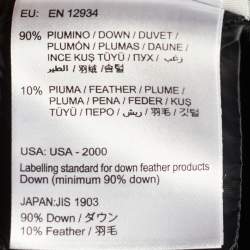 EU: EN 12934
90% PIUMINO / DOWN / DUVET /
PLUMÓN / PLUMAS / DAUNE /
INCE KUŞ TÜYÜ / ПУХ / زغب
الطير / 羽绒 / 솜털
10% PIUMA / FEATHER / PLUME /
PLUMA / PENA / FEDER / KUŞ
TÜYÜ / ПЕРО / ريش / 羽毛 / 깃털
USA: USA - 2000
Labelling standard for down feather products
Down (minimum 90% down)
JAPAN:JIS 1903
90% Down / ダウン
10% Feather / 羽毛